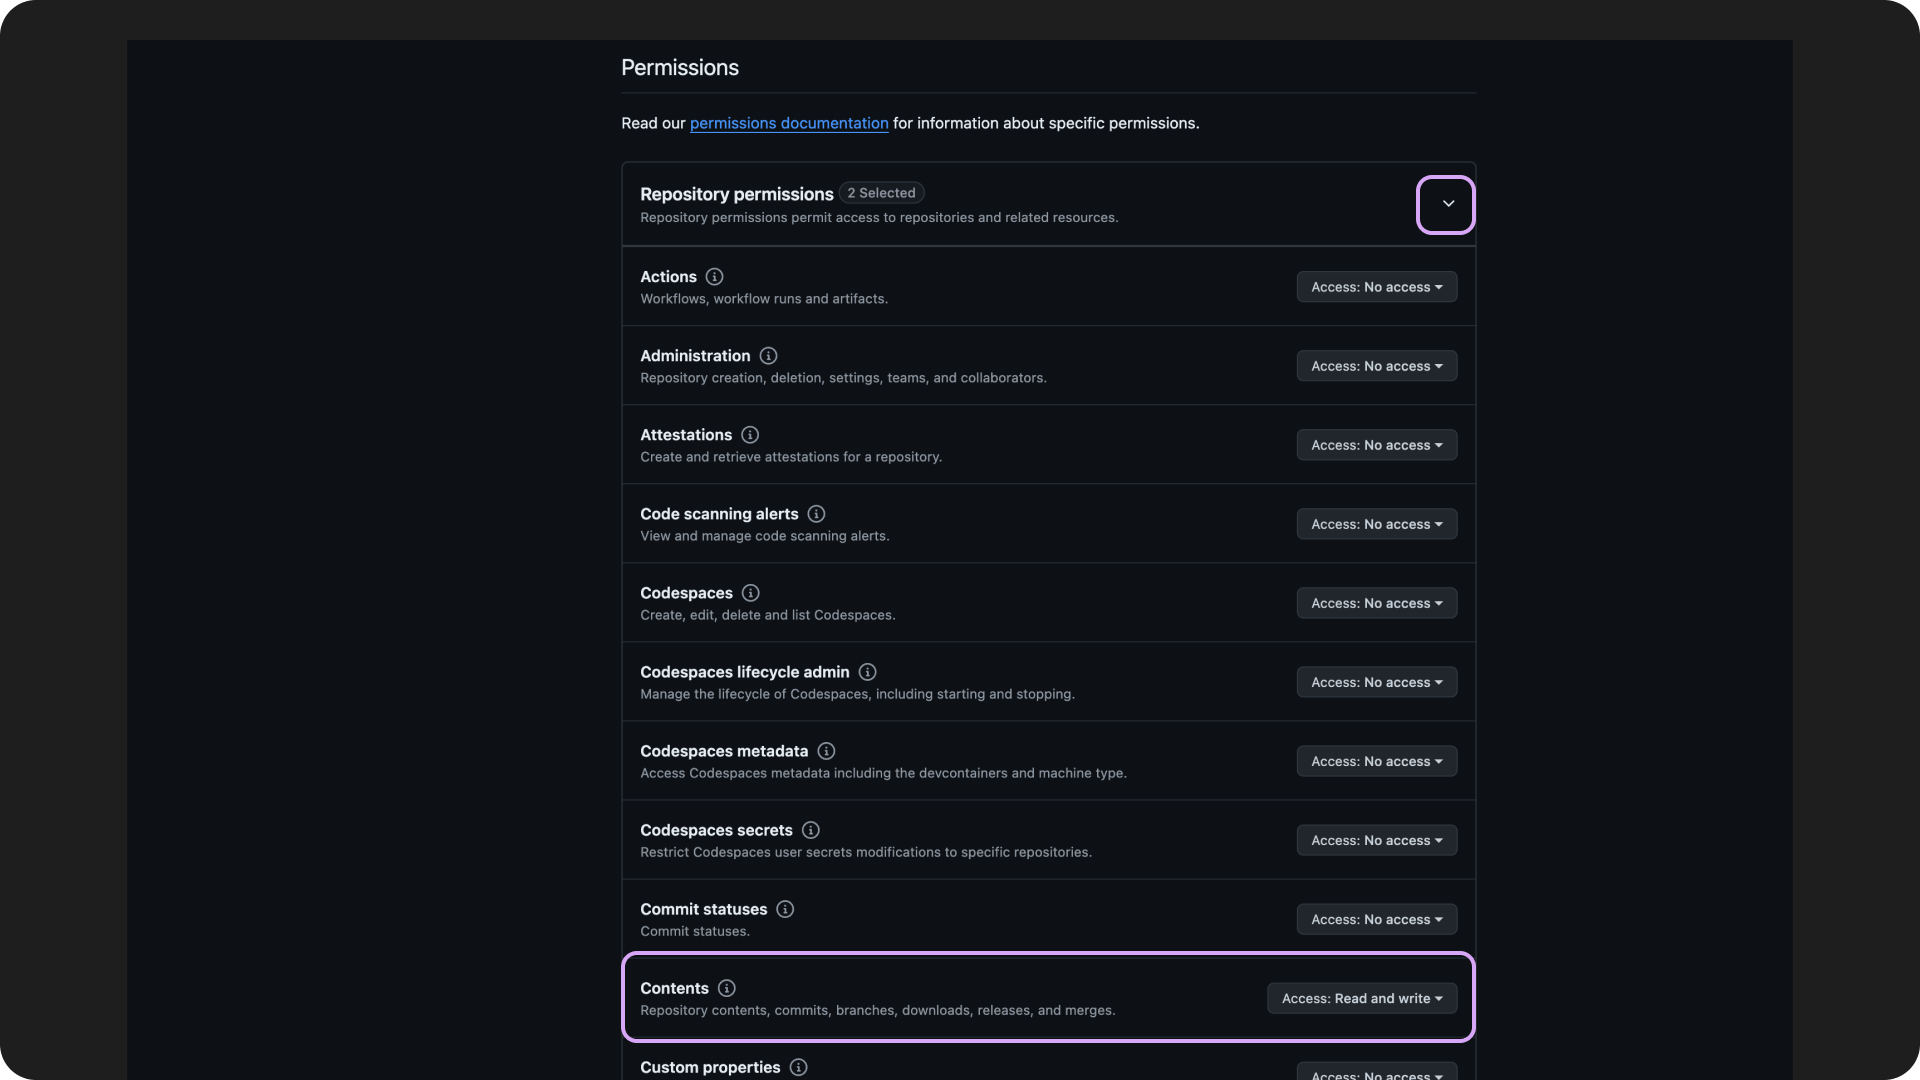 Permissions
Read our permissions documentation for information about specific permissions.
Repository permissions 2 Selected
Repository permissions permit access to repositories and related resources.
Actions
Workflows, workflow runs and artifacts.
Access: No access
Administration
Repository creation, deletion, settings, teams, and collaborators.
Access: No access
Attestations
Create and retrieve attestations for a repository.
Access: No access
Code scanning alerts
View and manage code scanning alerts.
Access: No access
Codespaces
Create, edit, delete and list Codespaces.
Access: No access
Codespaces lifecycle admin
Manage the lifecycle of Codespaces, including starting and stopping.
Access: No access
Codespaces metadata
Access Codespaces metadata including the devcontainers and machine type.
Access: No access
Codespaces secrets
Restrict Codespaces user secrets modifications to specific repositories.
Access: No access
Commit statuses
Commit statuses.
Access: No access
Contents
Repository contents, commits, branches, downloads, releases, and merges.
Access: Read and write
Custom properties
Access: No access